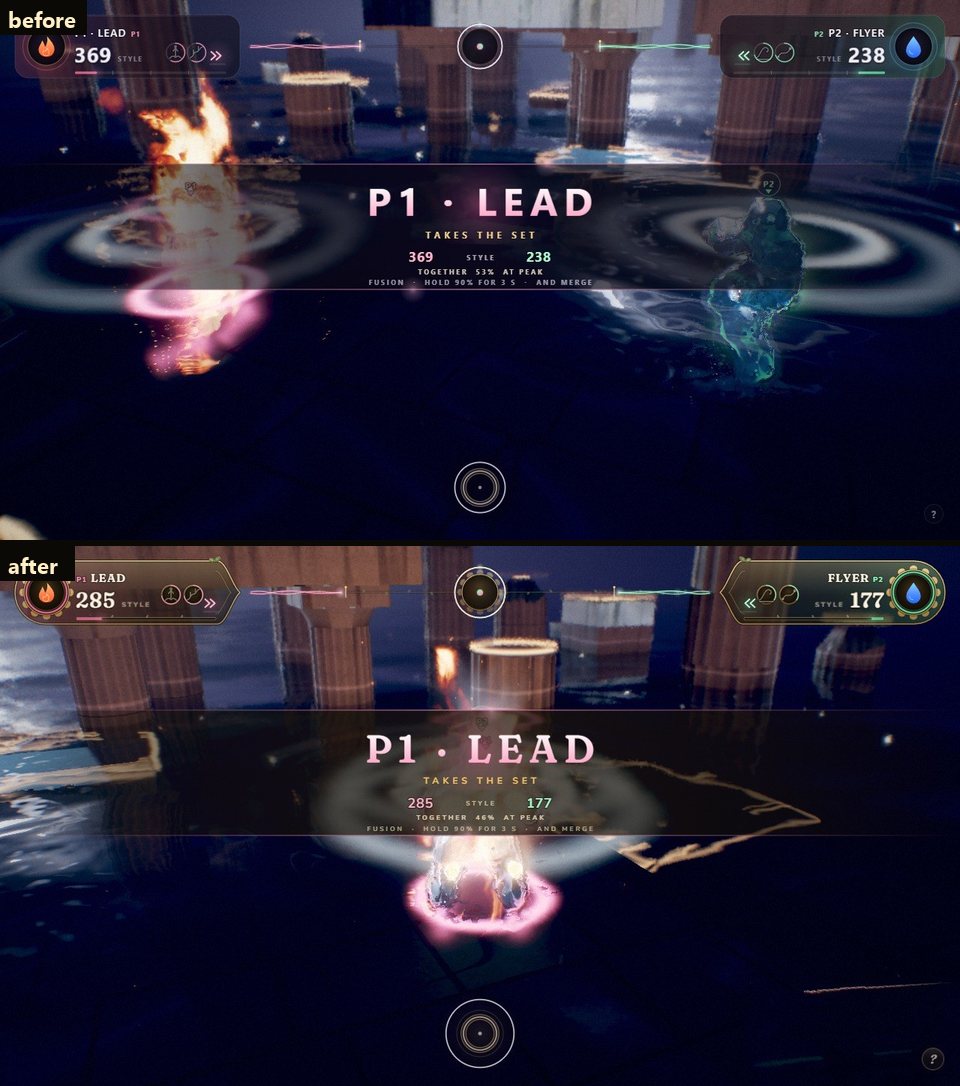 before
P1 · LEAD P1
369 STYLE
P2 P2 · FLYER
STYLE 238
P2
P1 · LEAD
TAKES THE SET
369 STYLE 238
TOGETHER 53% AT PEAK
FUSION · HOLD 90% FOR 3 S · AND MERGE
?
after
P1 LEAD
285 STYLE
FLYER P2
STYLE 177
P1 · LEAD
TAKES THE SET
285 STYLE 177
TOGETHER 46% AT PEAK
FUSION · HOLD 90% FOR 3 S · AND MERGE
?